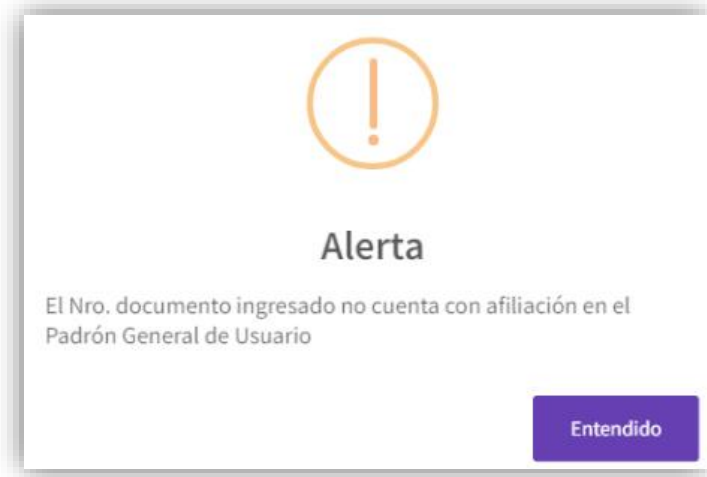 Alerta
El Nro. documento ingresado no cuenta con afiliación en el
Padrón General de Usuario
Entendido